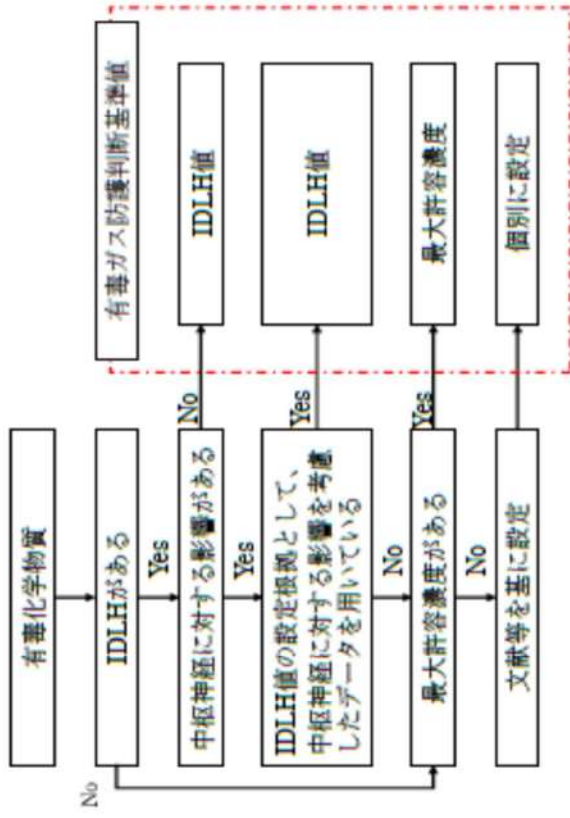 有毒化学物質
有毒ガス防護判断基準値
IDLHがある
No
Yes
中枢神経に対する影響がある
No
IDLH値
Yes
IDLH値の設定根拠として、
中枢神経に対する影響を考慮
したデータを用いている
Yes
IDLH値
No
最大許容濃度がある
Yes
最大許容濃度
No
文献等を基に設定
個別に設定